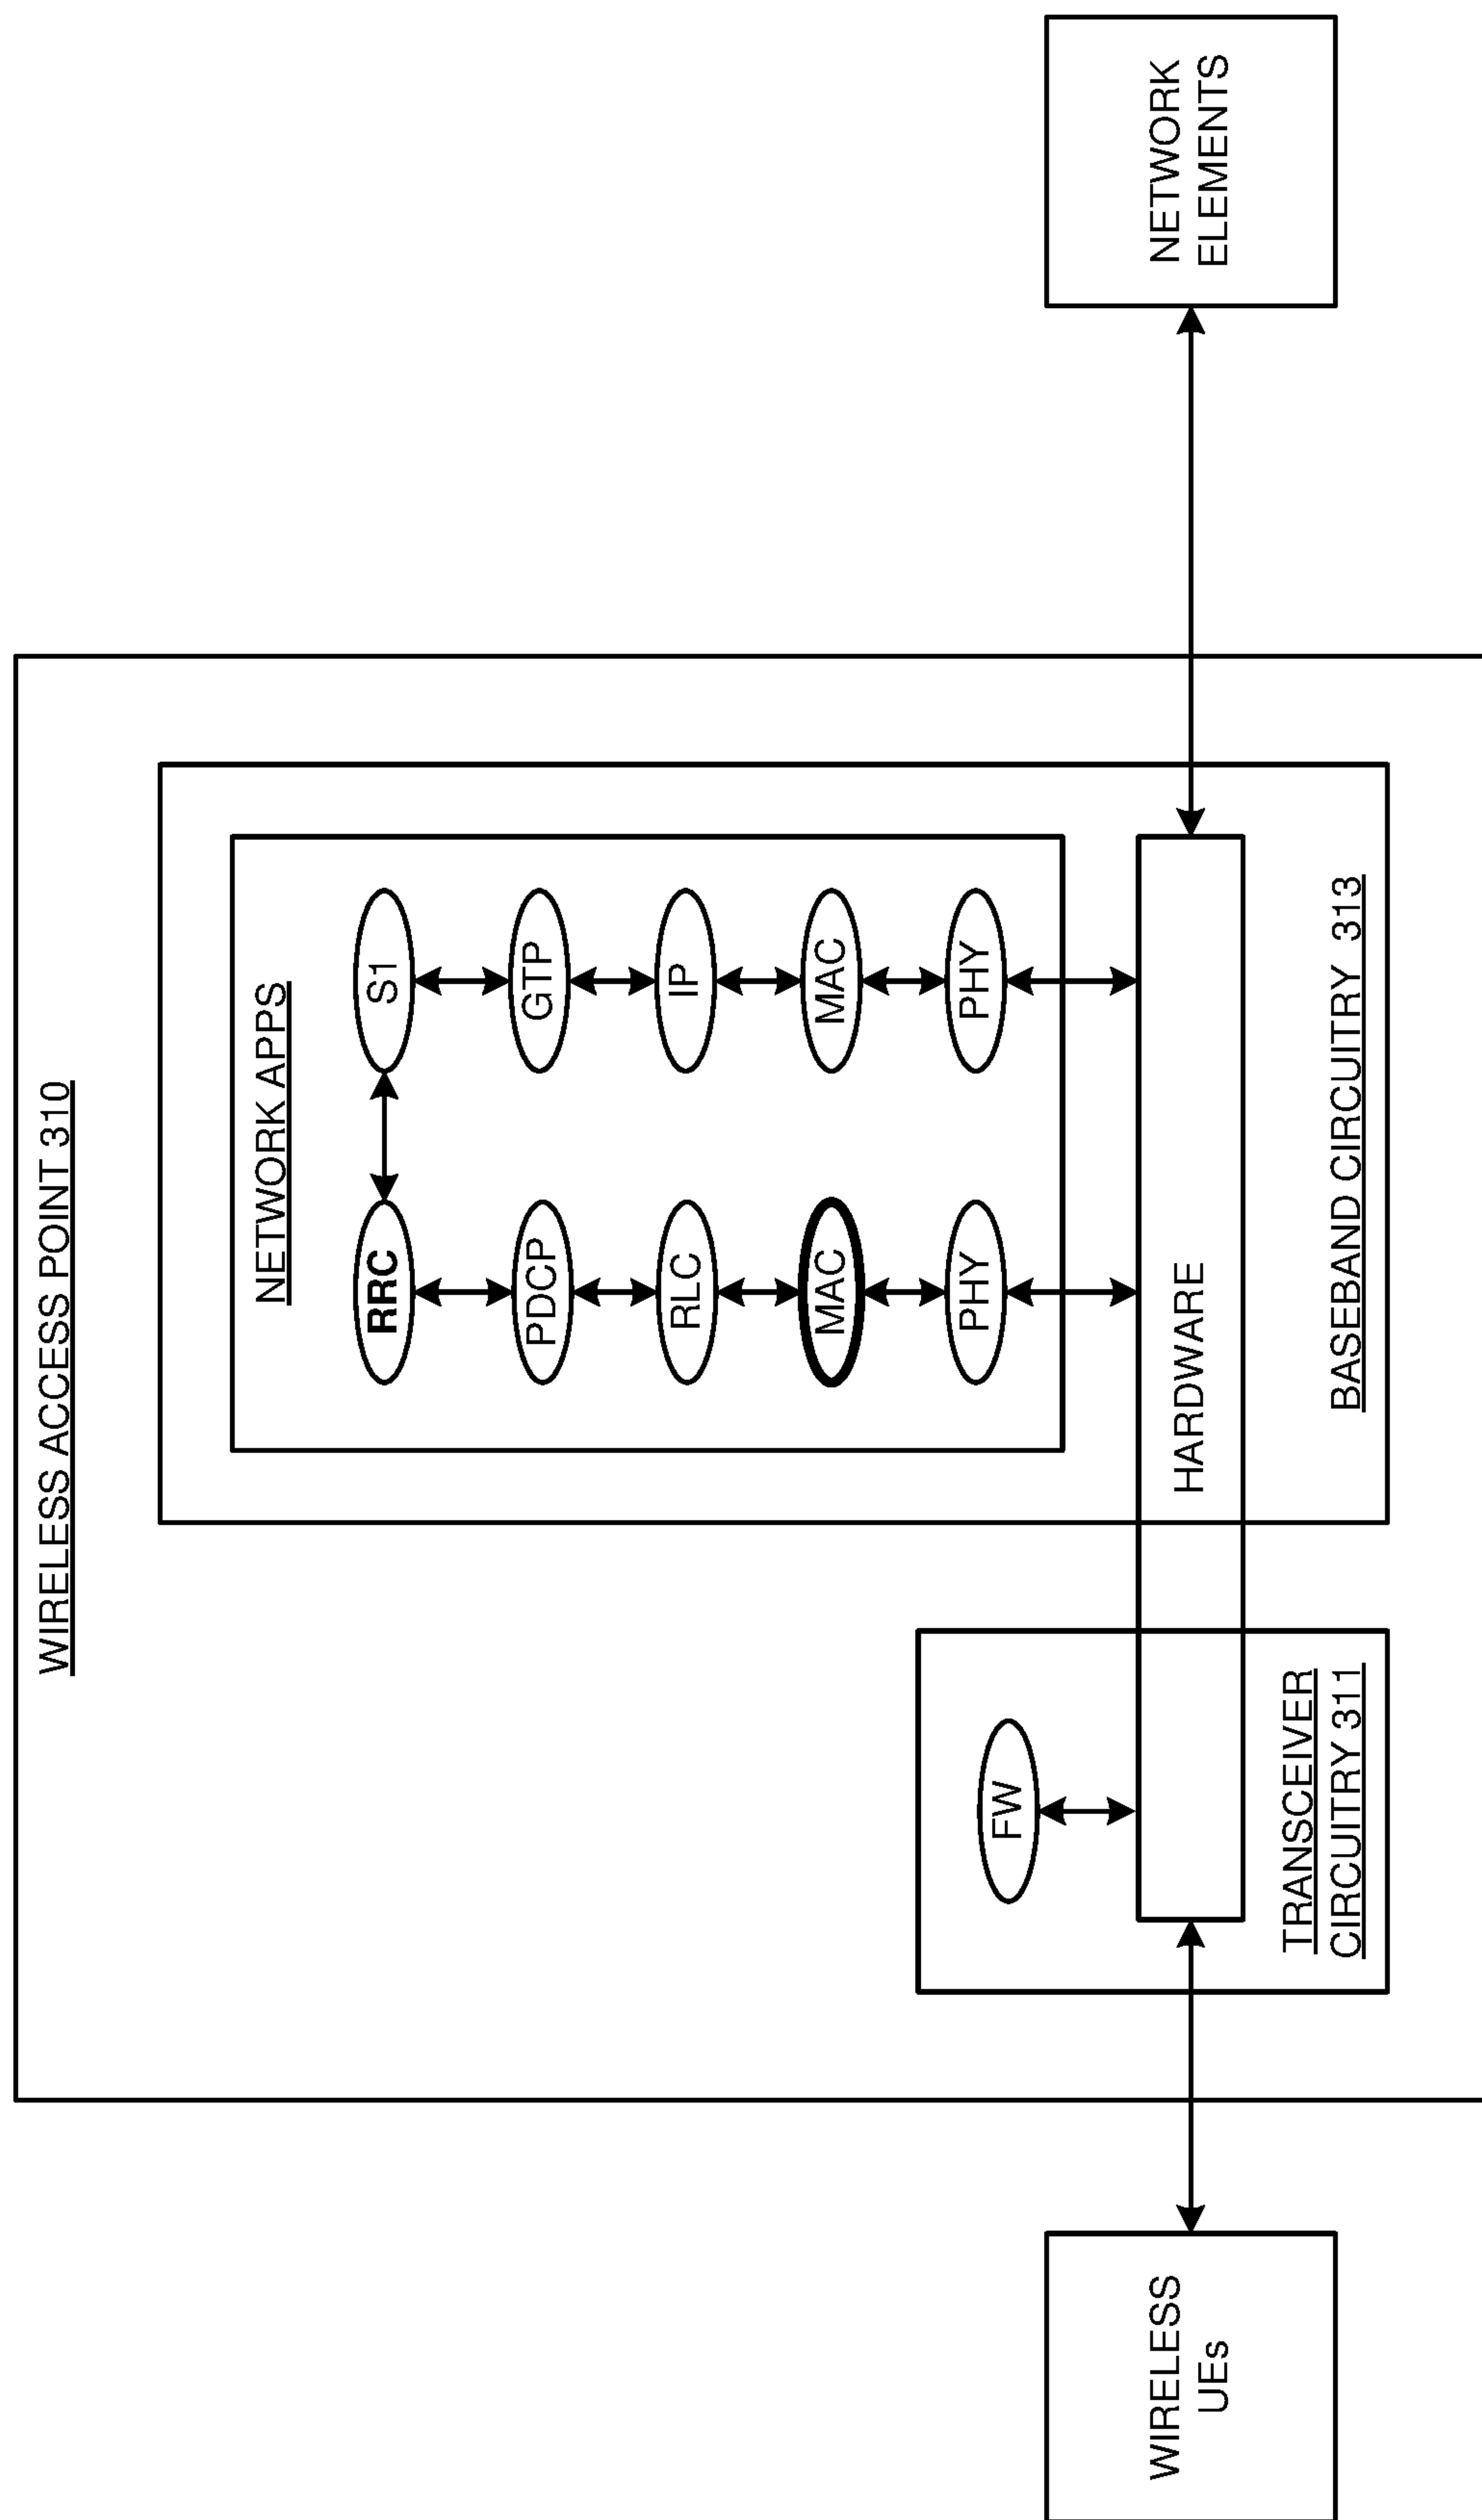 WIRELESS ACCESS POINT 310
NETWORK APPS
RRC
S1
PDCP
GTP
RLC
IP
MAC
MAC
PHY
PHY
FW
HARDWARE
WIRELESS
UEs
NETWORK
ELEMENTS
TRANSCEIVER
CIRCUITRY 311
BASEBAND CIRCUITRY 313